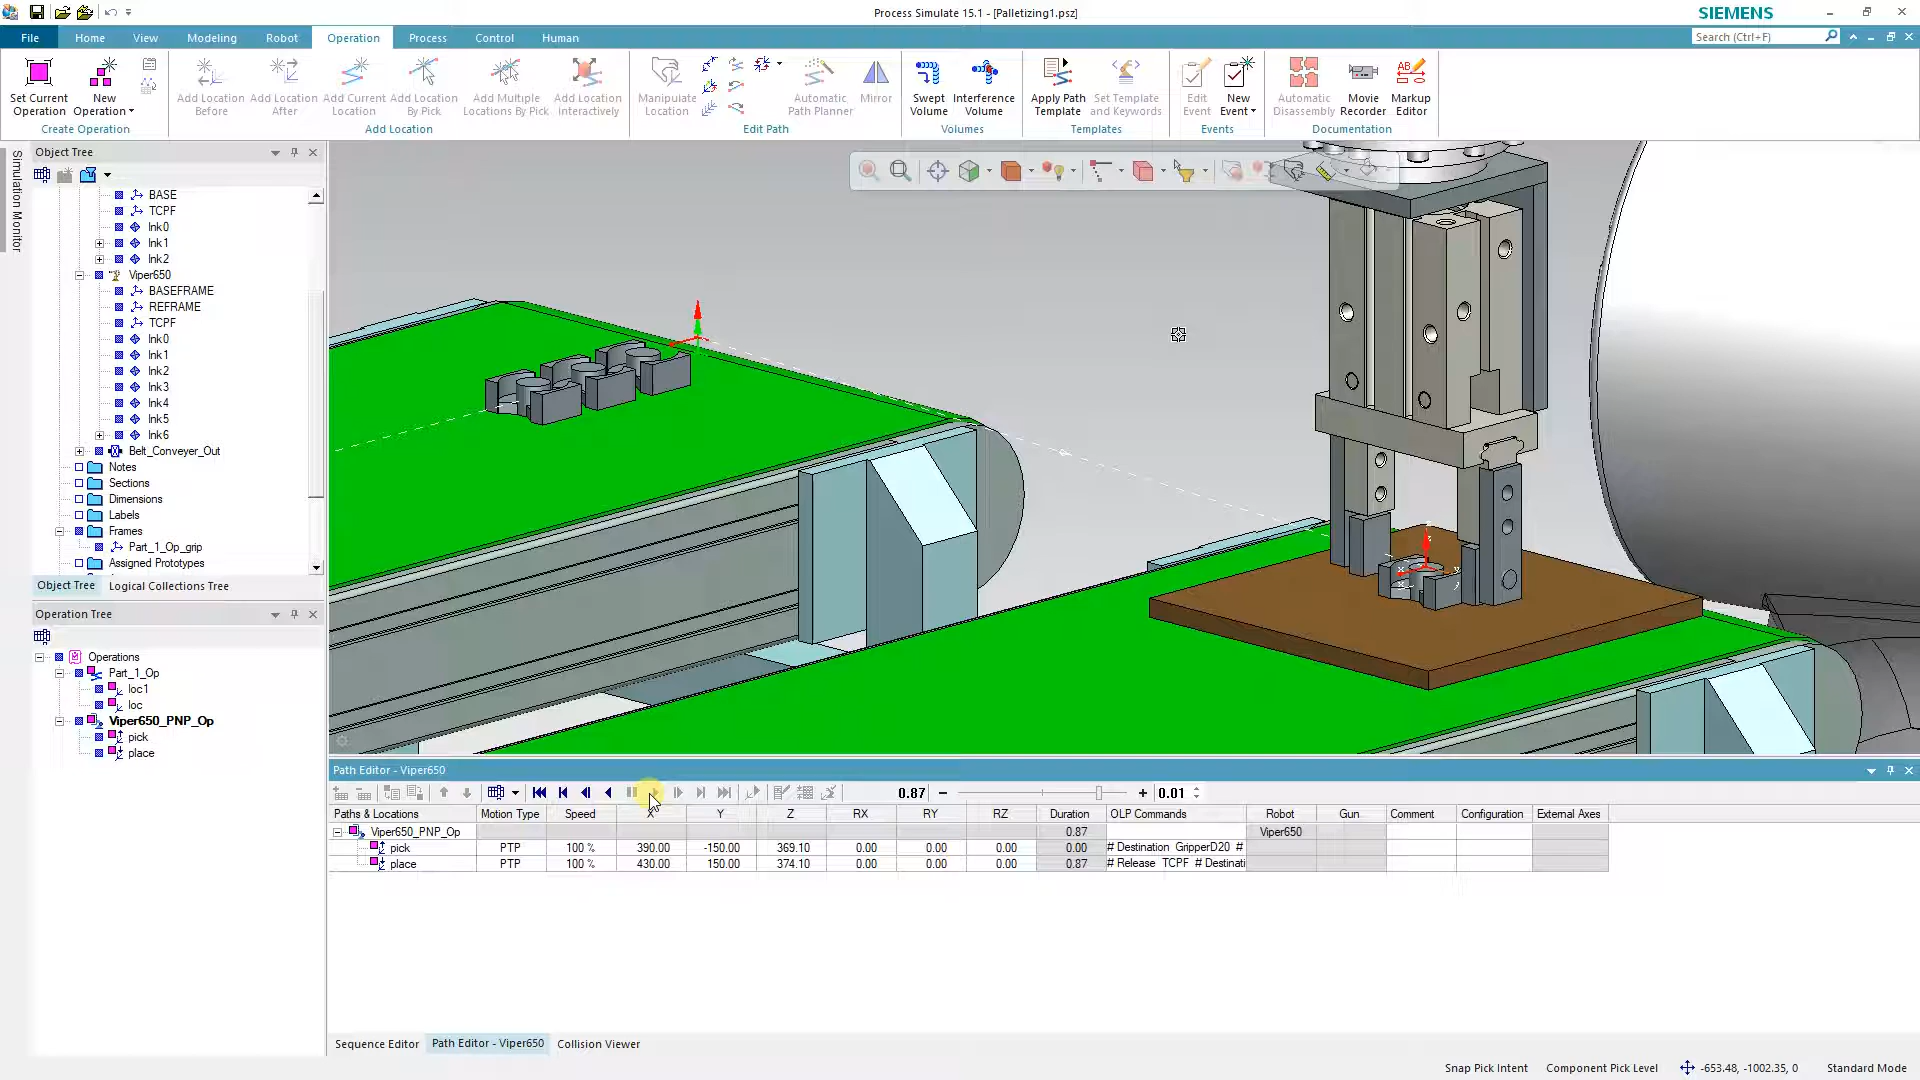 Process Simulate 15.1 - [Palletizing1.psz]
SIEMENS
File Home View Modeling Robot Operation Process Control Human
Search (Ctrl+F)
Set Current Operation
New Operation
Add Location Before
Add Location After
Add Current Location
Add Location By Pick
Add Multiple Locations By Pick
Add Location Interactively
Manipulate Location
Automatic Path Planner
Mirror
Swept Volume
Interference Volume
Apply Path Template
Set Template and Keywords
Edit Event
New Event
Automatic Disassembly
Movie Recorder
AB
Markup Editor
Create Operation
Add Location
Edit Path
Volumes
Templates
Events
Documentation
Simulation Monitor
Object Tree
BASE
TCPF
lnk0
lnk1
lnk2
Viper650
BASEFRAME
REFRAME
TCPF
lnk0
lnk1
lnk2
lnk3
lnk4
lnk5
lnk6
Belt_Conveyer_Out
Notes
Sections
Dimensions
Labels
Frames
Part_1_Op_grip
Assigned Prototypes
Object Tree Logical Collections Tree
Operation Tree
Operations
Part_1_Op
loc1
loc
Viper650_PNP_Op
pick
place
Path Editor - Viper650
0.87 0.01
Paths & Locations Motion Type Speed X Y Z RX RY RZ Duration OLP Commands Robot Gun Comment Configuration External Axes
Viper650_PNP_Op 0.87 Viper650
pick PTP 100 % 390.00 -150.00 369.10 0.00 0.00 0.00 0.00 # Destination GripperD20 #
place PTP 100 % 430.00 150.00 374.10 0.00 0.00 0.00 0.87 # Release TCPF # Destinati
Sequence Editor Path Editor - Viper650 Collision Viewer
Snap Pick Intent Component Pick Level -653.48, -1002.35, 0 Standard Mode